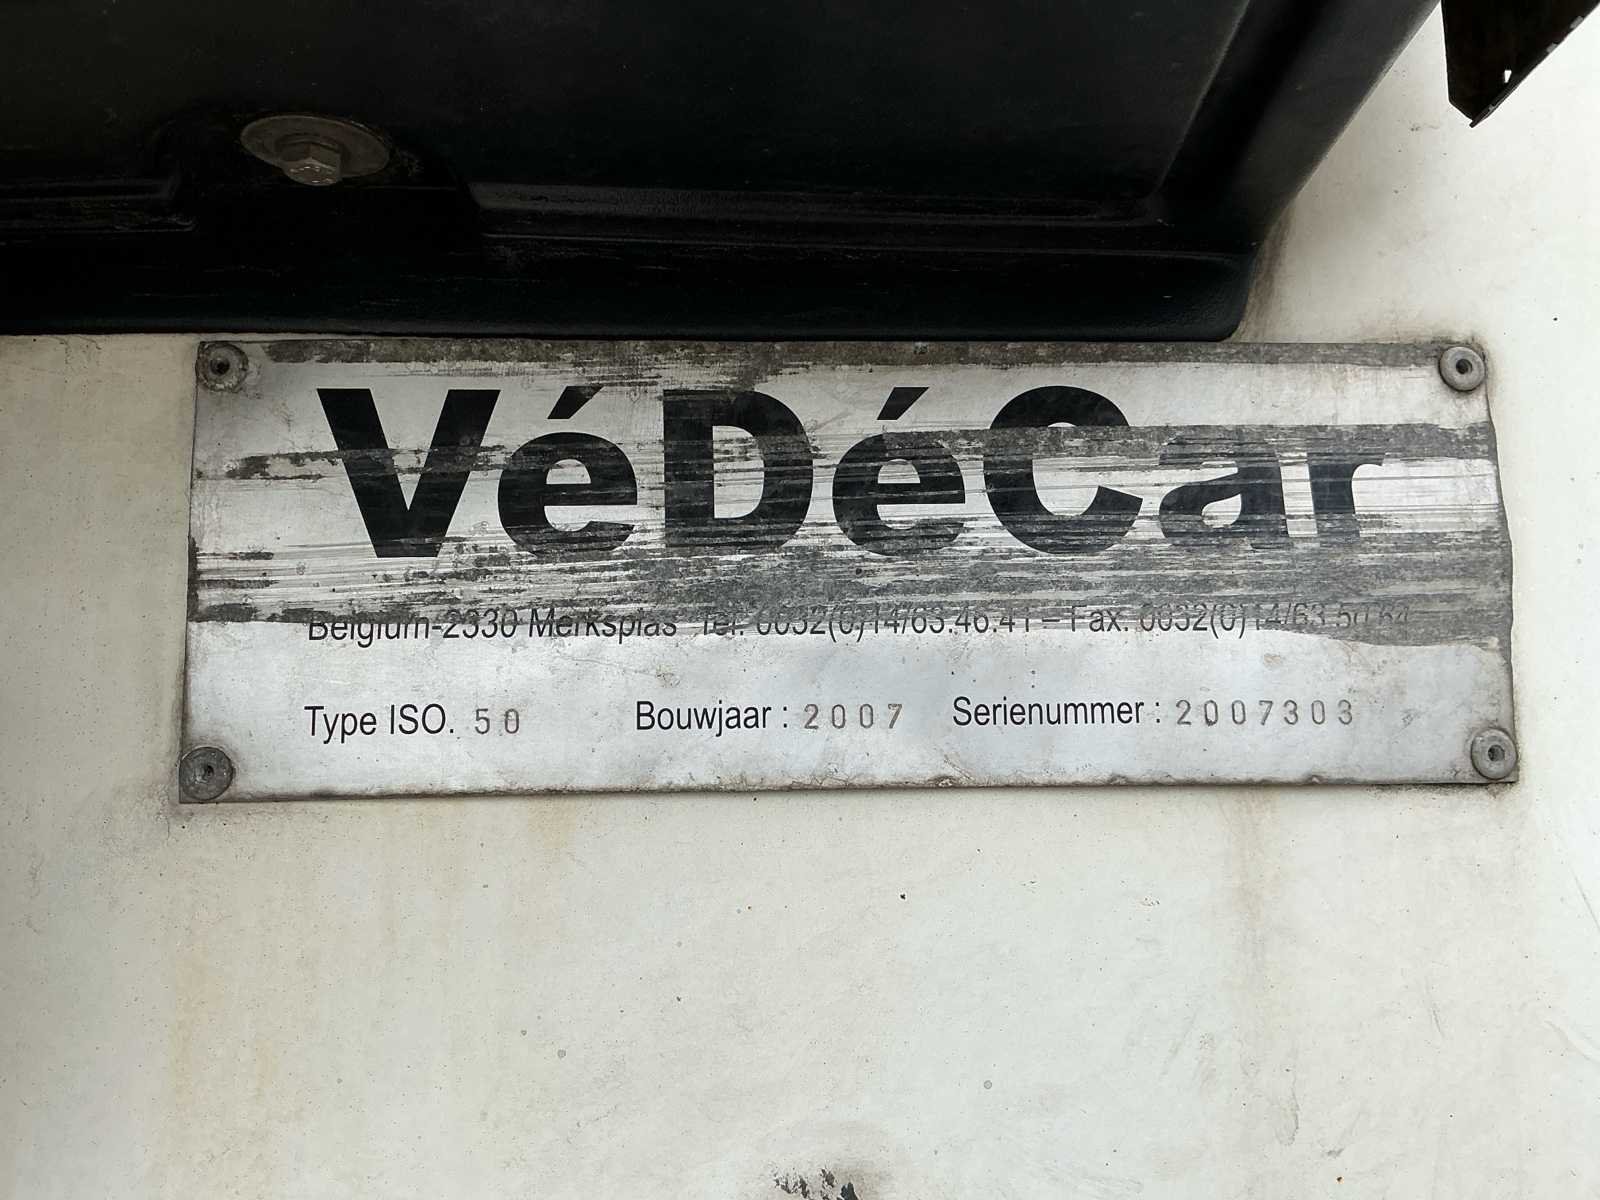 VéDéCar
Belgium-2330 Merksplas Tel. 0032(0)14/63.46.41 – Fax. 0032(0)14/63.50.64
Type ISO. 50 Bouwjaar : 2007 Serienummer : 2007303